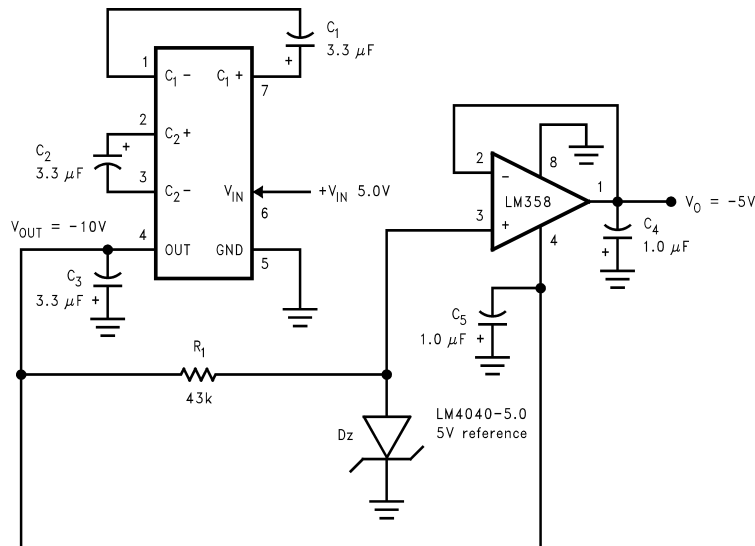 C1
3.3 μF
+
1
C1 −
C1 +
7
2
C2 +
C2
3.3 μF
+
3
C2 −
VIN
+VIN 5.0V
6
VOUT = −10V
4
OUT
GND
5
C3
3.3 μF
+
2
−
8
LM358
1
VO = −5V
3
+
4
C4
1.0 μF
+
C5
1.0 μF
+
R1
43k
Dz
LM4040−5.0
5V reference